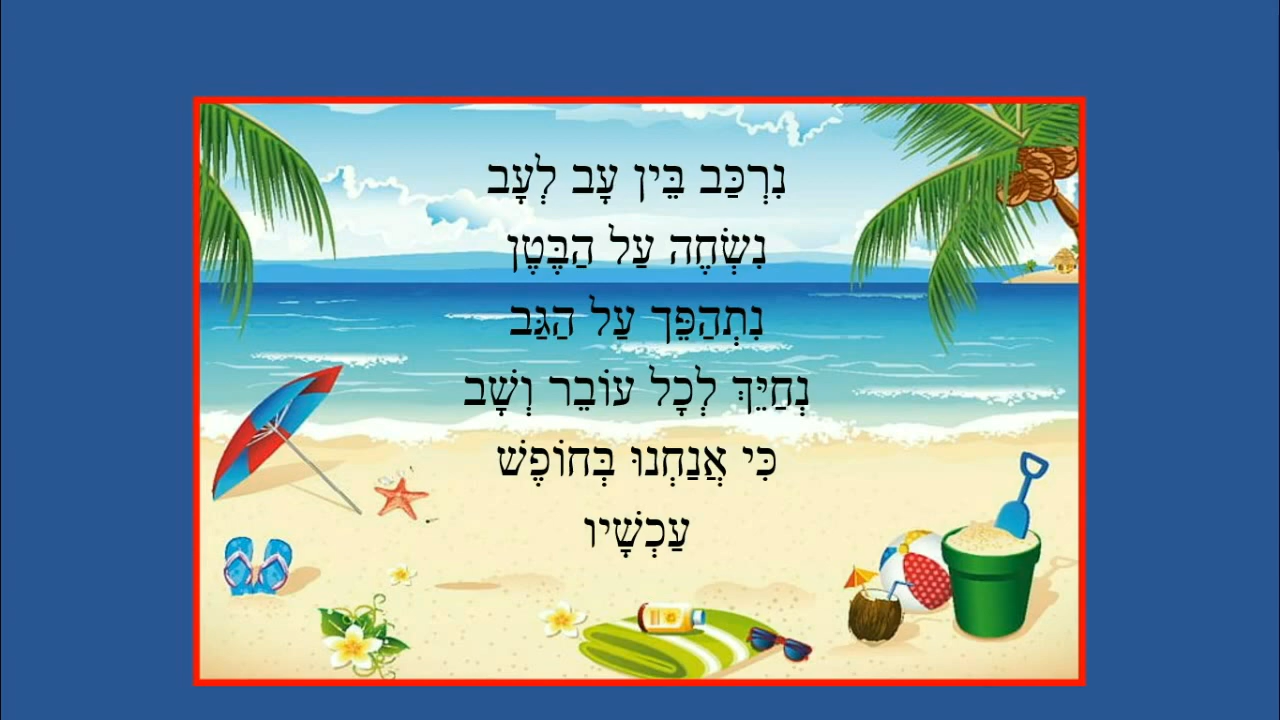 נִרְכַּב בֵּין עָב לְעָב
נִשְׂחֶה עַל הַבֶּטֶן
נִתְהַפֵּך עַל הַגַּב
נְחַיֵּךְ לְכָל עוֹבֵר וְשָׁב
כִּי אֲנַחְנוּ בְּחוֹפֶשׁ
עַכְשָׁיו